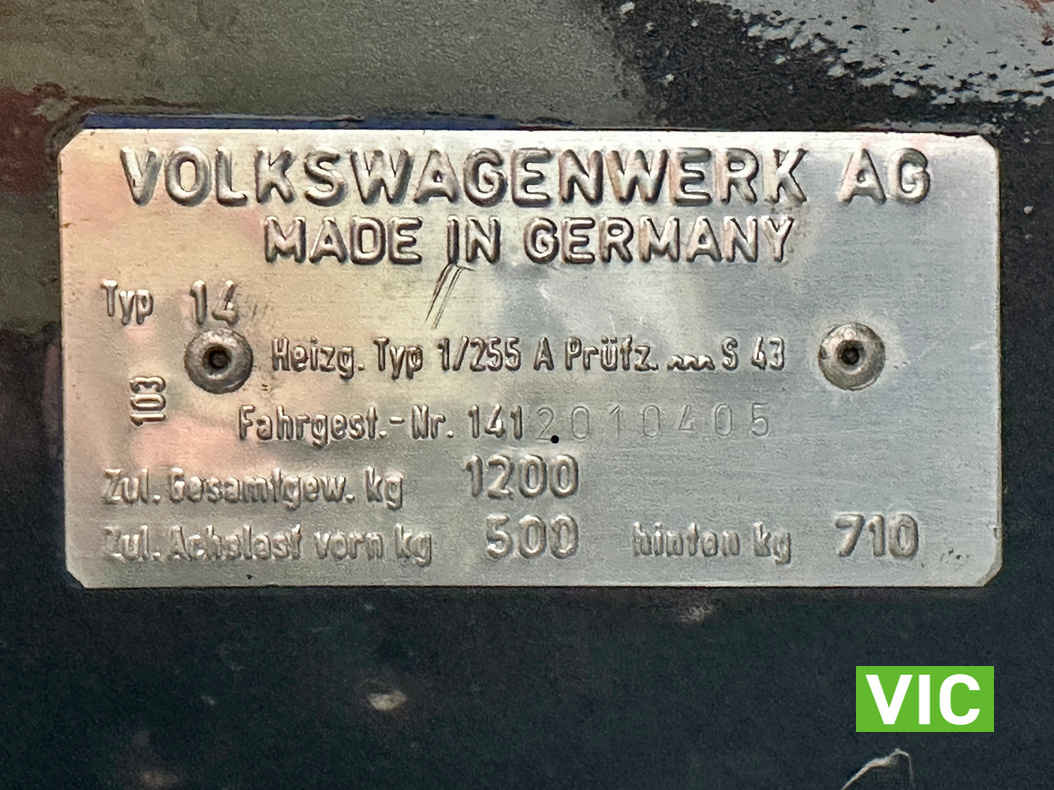 VOLKSWAGENWERK AG
MADE IN GERMANY
Typ 14
Heizg. Typ 1/255 A Prüfz. ~~~ S 43
103
Fahrgest.-Nr. 1412010405
Zul. Gesamtgew. kg 1200
Zul. Achslast vorn kg 500 hinten kg 710
VIC